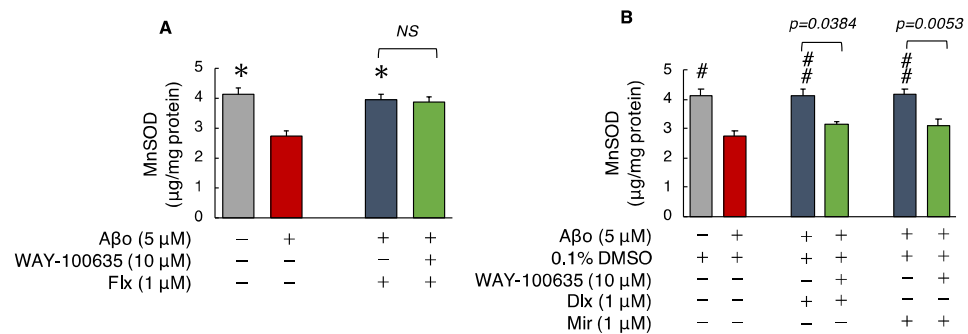 A
NS
*
*
5
4
3
2
1
0
MnSOD
(µg/mg protein)
Aβo (5 µM) – + + +
WAY-100635 (10 µM) – – – +
Flx (1 µM) – – + +
B
p=0.0384
p=0.0053
#
#
#
#
#
5
4
3
2
1
0
MnSOD
(µg/mg protein)
Aβo (5 µM) – + + + + +
0.1% DMSO + + + + + +
WAY-100635 (10 µM) – – – + – +
Dlx (1 µM) – – + + – –
Mir (1 µM) – – – – + +